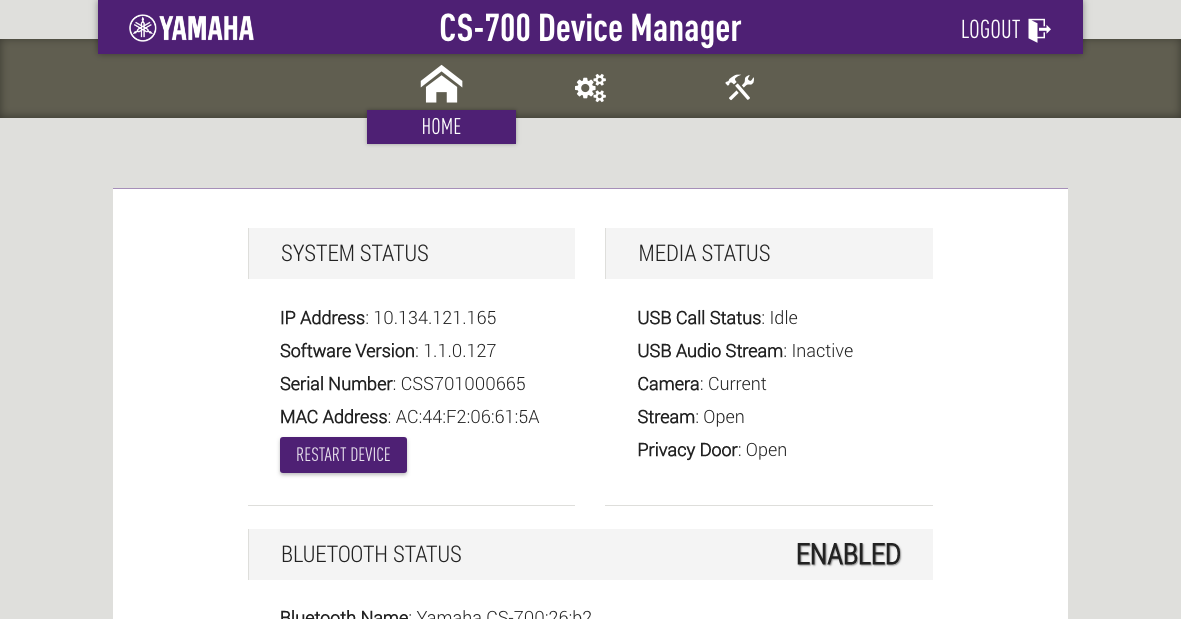 YAMAHA
CS-700 Device Manager
LOGOUT
HOME
SYSTEM STATUS
IP Address: 10.134.121.165
Software Version: 1.1.0.127
Serial Number: CSS701000665
MAC Address: AC:44:F2:06:61:5A
RESTART DEVICE
MEDIA STATUS
USB Call Status: Idle
USB Audio Stream: Inactive
Camera: Current
Stream: Open
Privacy Door: Open
BLUETOOTH STATUS
ENABLED
Bluetooth Name: Yamaha CS-700:26:b2